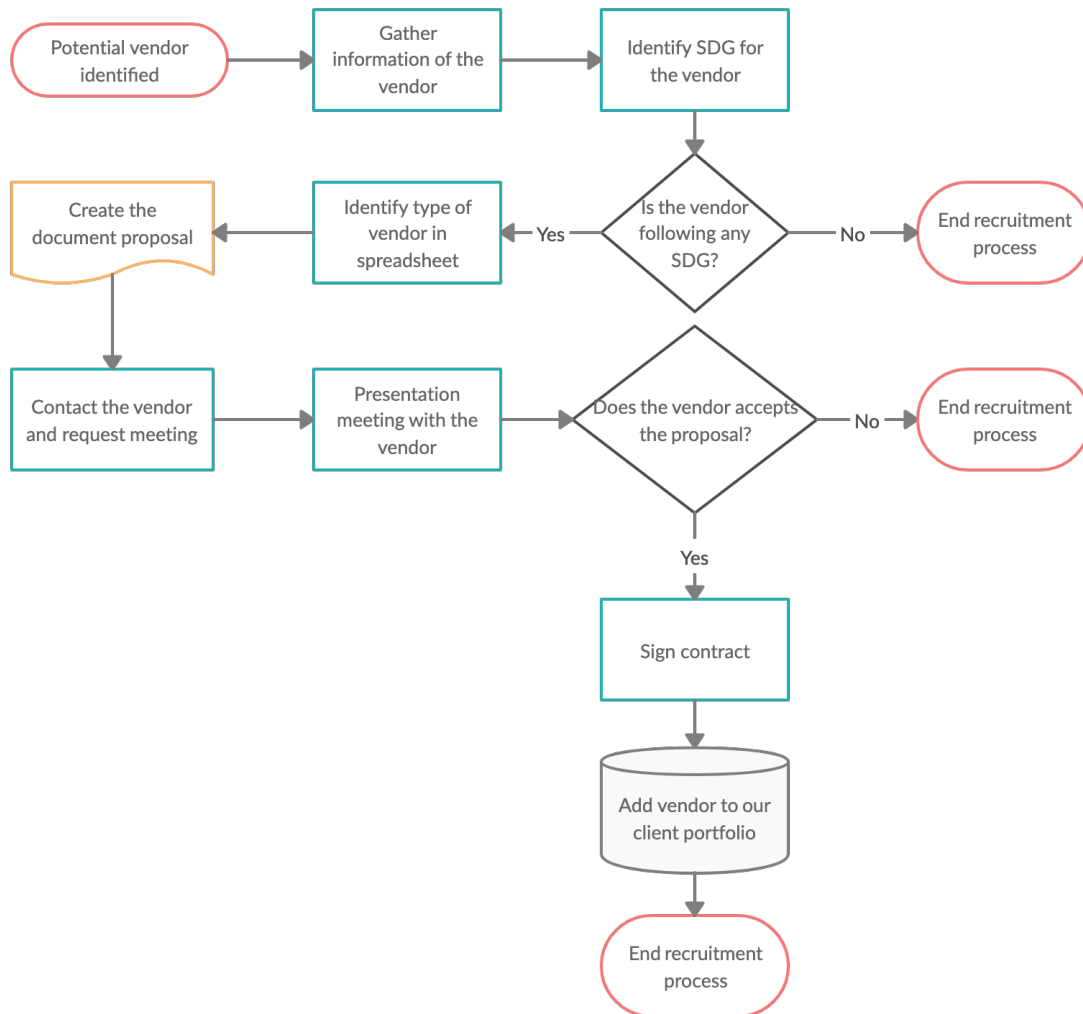 Potential vendor
identified
Gather
information of the
vendor
Identify SDG for
the vendor
Is the vendor
following any
SDG?
No
End recruitment
process
Yes
Identify type of
vendor in
spreadsheet
Create the
document proposal
Contact the vendor
and request meeting
Presentation
meeting with the
vendor
Does the vendor accepts
the proposal?
No
End recruitment
process
Yes
Sign contract
Add vendor to our
client portfolio
End recruitment
process